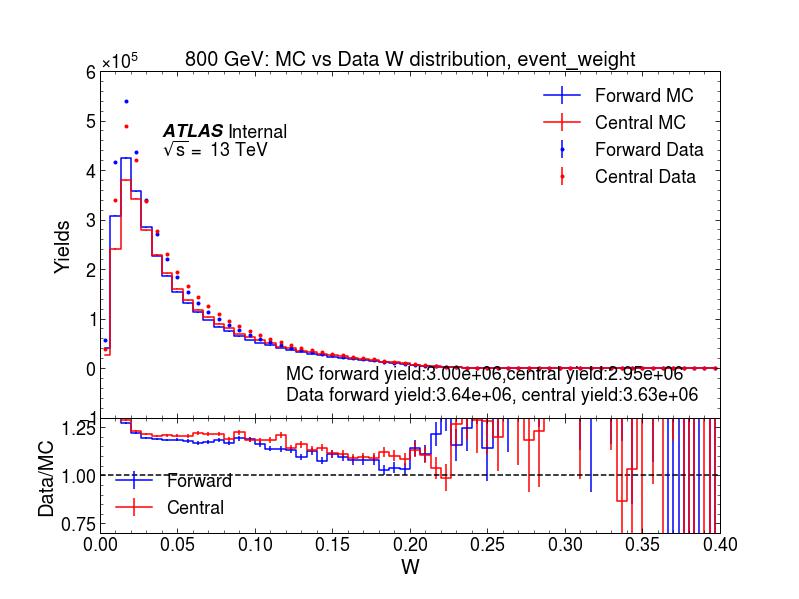 800 GeV: MC vs Data W distribution, event_weight
×10⁵
6
5
4
3
2
1
0
1
Yields
ATLAS Internal
√s = 13 TeV
Forward MC
Central MC
Forward Data
Central Data
MC forward yield:3.00e+06,central yield:2.95e+06
Data forward yield:3.64e+06, central yield:3.63e+06
1.25
1.00
0.75
Data/MC
Forward
Central
0.00 0.05 0.10 0.15 0.20 0.25 0.30 0.35 0.40
W